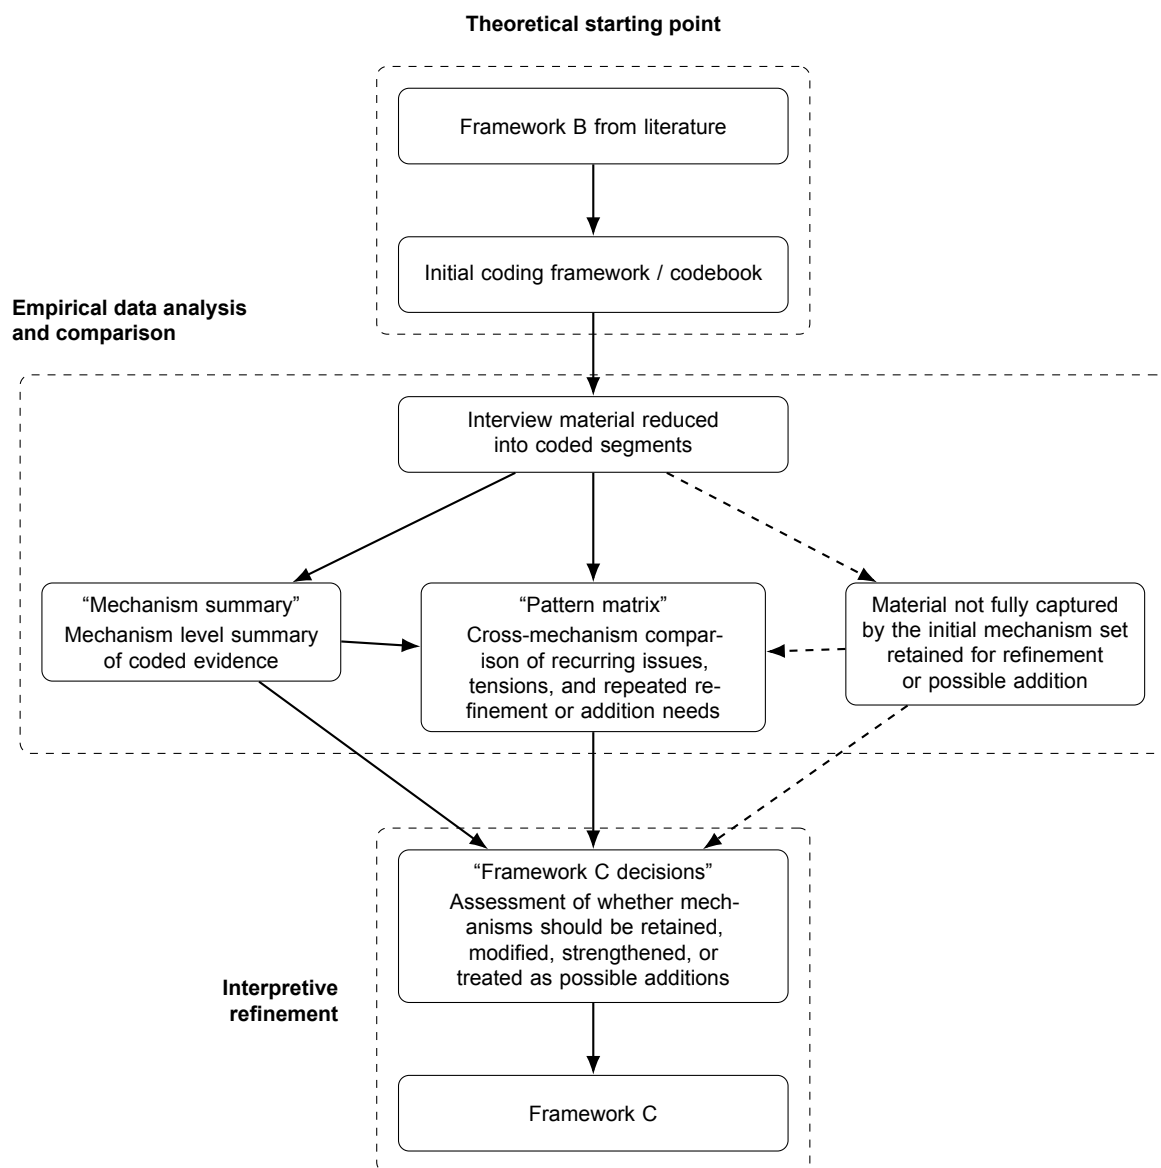 Theoretical starting point
Framework B from literature
Initial coding framework / codebook
Empirical data analysis
and comparison
Interview material reduced
into coded segments
“Mechanism summary”
Mechanism level summary
of coded evidence
“Pattern matrix”
Cross-mechanism compar-
ison of recurring issues,
tensions, and repeated re-
finement or addition needs
Material not fully captured
by the initial mechanism set
retained for refinement
or possible addition
“Framework C decisions”
Assessment of whether mech-
anisms should be retained,
modified, strengthened, or
treated as possible additions
Interpretive
refinement
Framework C